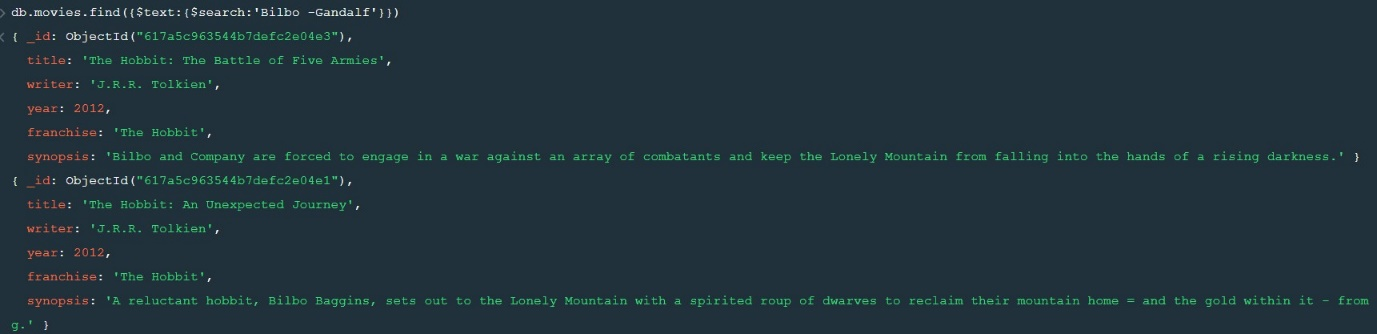 > db.movies.find({$text:{$search:'Bilbo -Gandalf'}})
< { _id: ObjectId("617a5c963544b7defc2e04e3"),
title: 'The Hobbit: The Battle of Five Armies',
writer: 'J.R.R. Tolkien',
year: 2012,
franchise: 'The Hobbit',
synopsis: 'Bilbo and Company are forced to engage in a war against an array of combatants and keep the Lonely Mountain from falling into the hands of a rising darkness.' }
{ _id: ObjectId("617a5c963544b7defc2e04e1"),
title: 'The Hobbit: An Unexpected Journey',
writer: 'J.R.R. Tolkien',
year: 2012,
franchise: 'The Hobbit',
synopsis: 'A reluctant hobbit, Bilbo Baggins, sets out to the Lonely Mountain with a spirited roup of dwarves to reclaim their mountain home = and the gold within it - from
g.' }